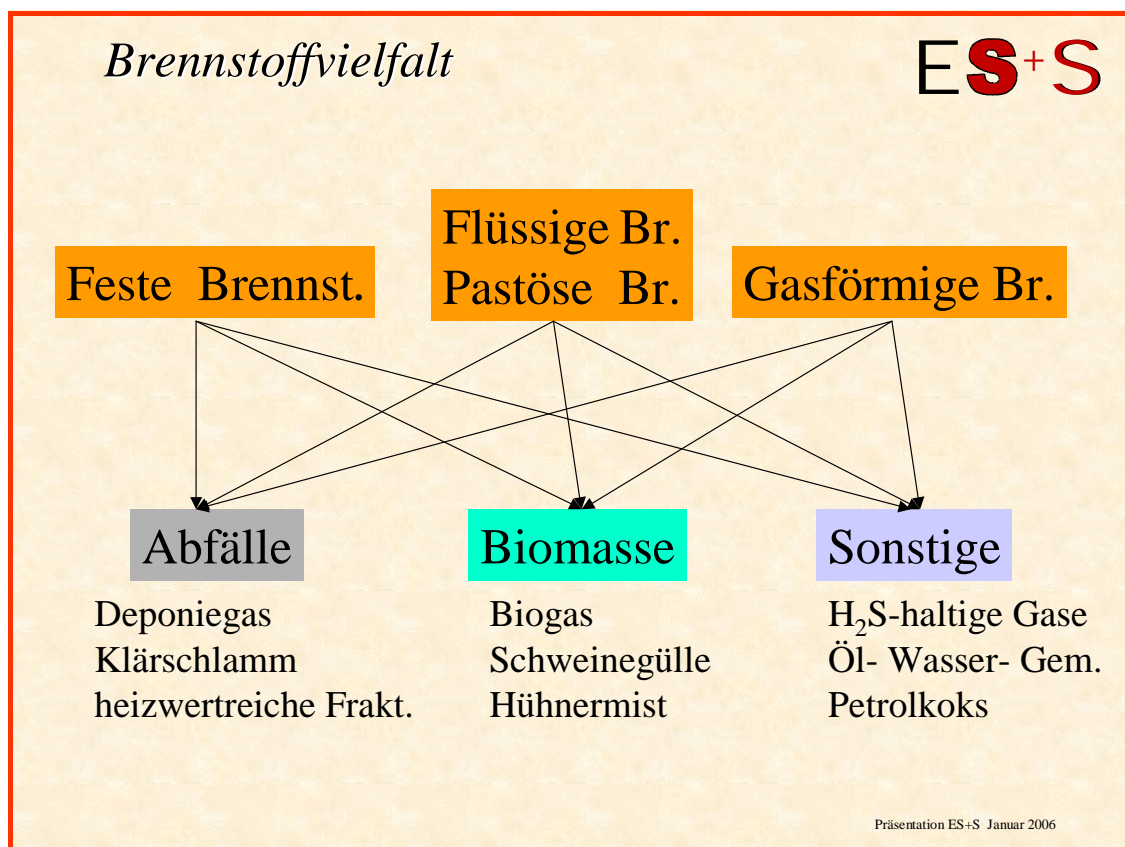 Brennstoffvielfalt
ES+S
Feste Brennst.
Flüssige Br.
Pastöse Br.
Gasförmige Br.
Abfälle
Biomasse
Sonstige
Deponiegas
Klärschlamm
heizwertreiche Frakt.
Biogas
Schweinegülle
Hühnermist
H₂S-haltige Gase
Öl- Wasser- Gem.
Petrolkoks
Präsentation ES+S Januar 2006